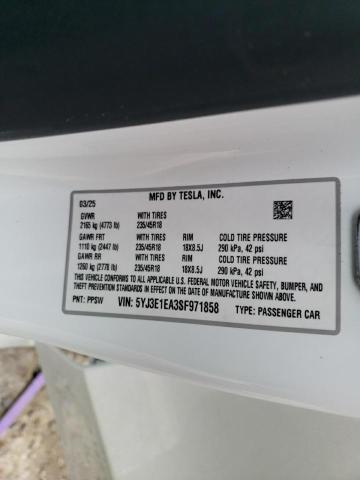 MFD BY TESLA, INC.
03/25
GVWR WITH TIRES
2165 kg (4773 lb) 235/45R18
GAWR FRT WITH TIRES RIM COLD TIRE PRESSURE
1110 kg (2447 lb) 235/45R18 18X8.5J 290 kPa, 42 psi
GAWR RR WITH TIRES RIM COLD TIRE PRESSURE
1260 kg (2778 lb) 235/45R18 18X8.5J 290 kPa, 42 psi
THIS VEHICLE CONFORMS TO ALL APPLICABLE U.S. FEDERAL MOTOR VEHICLE SAFETY, BUMPER, AND
THEFT PREVENTION STANDARDS IN EFFECT ON THE DATE OF MANUFACTURE SHOWN ABOVE.
PNT: PPSW VIN: 5YJ3E1EA3SF971858 TYPE: PASSENGER CAR